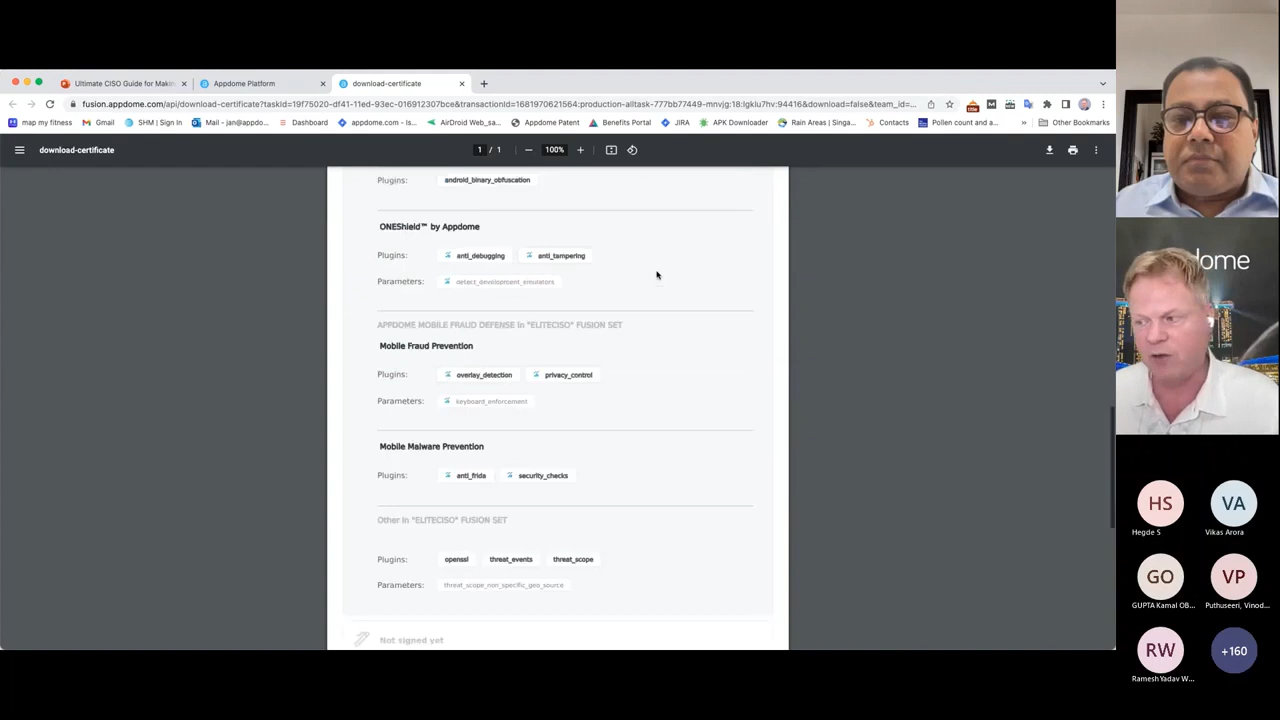 Ultimate CISO Guide for Makin
Appdome Platform
download-certificate
fusion.appdome.com/api/download-certificate?taskId=19f75020-df41-11ed-93ec-016912307bce&transactionId=1681970621564:production-alltask-777bb77449-mnvjg:18:lgklu7hv:94416&download=false&team_id=...
map my fitness
Gmail
SHM | Sign In
Mail - jan@appdo...
Dashboard
appdome.com - Is...
AirDroid Web_sa...
Appdome Patent
Benefits Portal
JIRA
APK Downloader
Rain Areas | Singa...
Contacts
Pollen count and a...
»
Other Bookmarks
download-certificate
1 / 1
100%
Plugins: android_binary_obfuscation
ONEShield™ by Appdome
Plugins: anti_debugging anti_tampering
Parameters: detect_development_emulators
APPDOME MOBILE FRAUD DEFENSE in "ELITECISO" FUSION SET
Mobile Fraud Prevention
Plugins: overlay_detection privacy_control
Parameters: keyboard_enforcement
Mobile Malware Prevention
Plugins: anti_frida security_checks
Other in "ELITECISO" FUSION SET
Plugins: openssl threat_events threat_scope
Parameters: threat_scope_non_specific_geo_source
Not signed yet
dome
HS
Hegde S
VA
Vikas Arora
GO
GUPTA Kamal OB...
VP
Puthuseeri, Vinod...
RW
Ramesh Yadav W...
+160